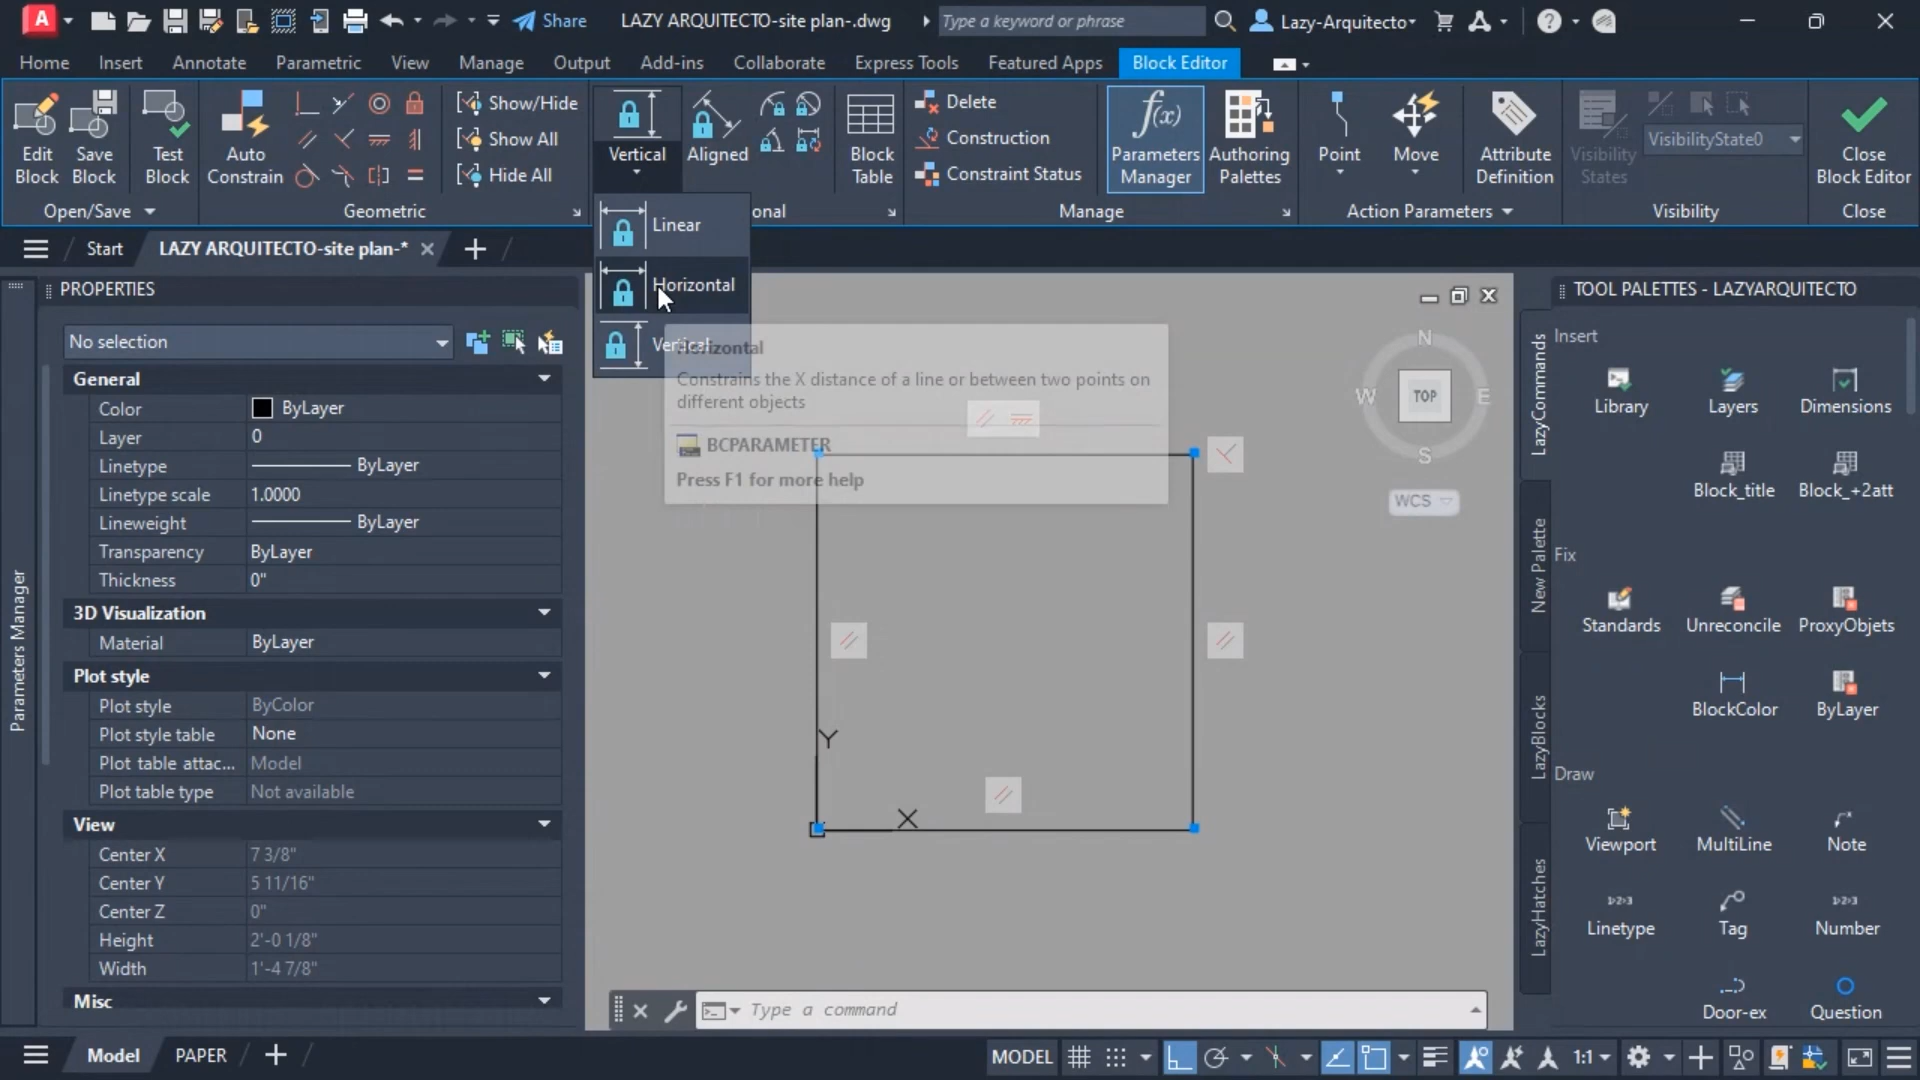 Share
LAZY ARQUITECTO-site plan-.dwg
Type a keyword or phrase
Lazy-Arquitecto
Home
Insert
Annotate
Parametric
View
Manage
Output
Add-ins
Collaborate
Express Tools
Featured Apps
Block Editor
Edit
Block
Save
Block
Test
Block
Open/Save
Auto
Constrain
Geometric
Show/Hide
Show All
Hide All
Vertical
Aligned
onal
Linear
Horizontal
Vertical
Block
Table
Delete
Construction
Constraint Status
Manage
Parameters
Manager
Authoring
Palettes
Point
Move
Action Parameters
Attribute
Definition
Visibility
States
VisibilityState0
Visibility
Close
Block Editor
Close
Start
LAZY ARQUITECTO-site plan-*
Parameters Manager
PROPERTIES
No selection
General
Color ByLayer
Layer 0
Linetype ByLayer
Linetype scale 1.0000
Lineweight ByLayer
Transparency ByLayer
Thickness 0"
3D Visualization
Material ByLayer
Plot style
Plot style ByColor
Plot style table None
Plot table attac... Model
Plot table type Not available
View
Center X 7 3/8"
Center Y 5 11/16"
Center Z 0"
Height 2'-0 1/8"
Width 1'-4 7/8"
Misc
Horizontal
Constrains the X distance of a line or between two points on
different objects
BCPARAMETER
Press F1 for more help
Y
X
N
W
TOP
E
S
WCS
Type a command
TOOL PALETTES - LAZYARQUITECTO
LazyCommands
New Palette
LazyBlocks
LazyHatches
Insert
Library
Layers
Dimensions
Block_title
Block_+2att
Fix
Standards
Unreconcile
ProxyObjets
BlockColor
ByLayer
Draw
Viewport
MultiLine
Note
Linetype
Tag
Number
Door-ex
Question
Model
PAPER
MODEL
1:1